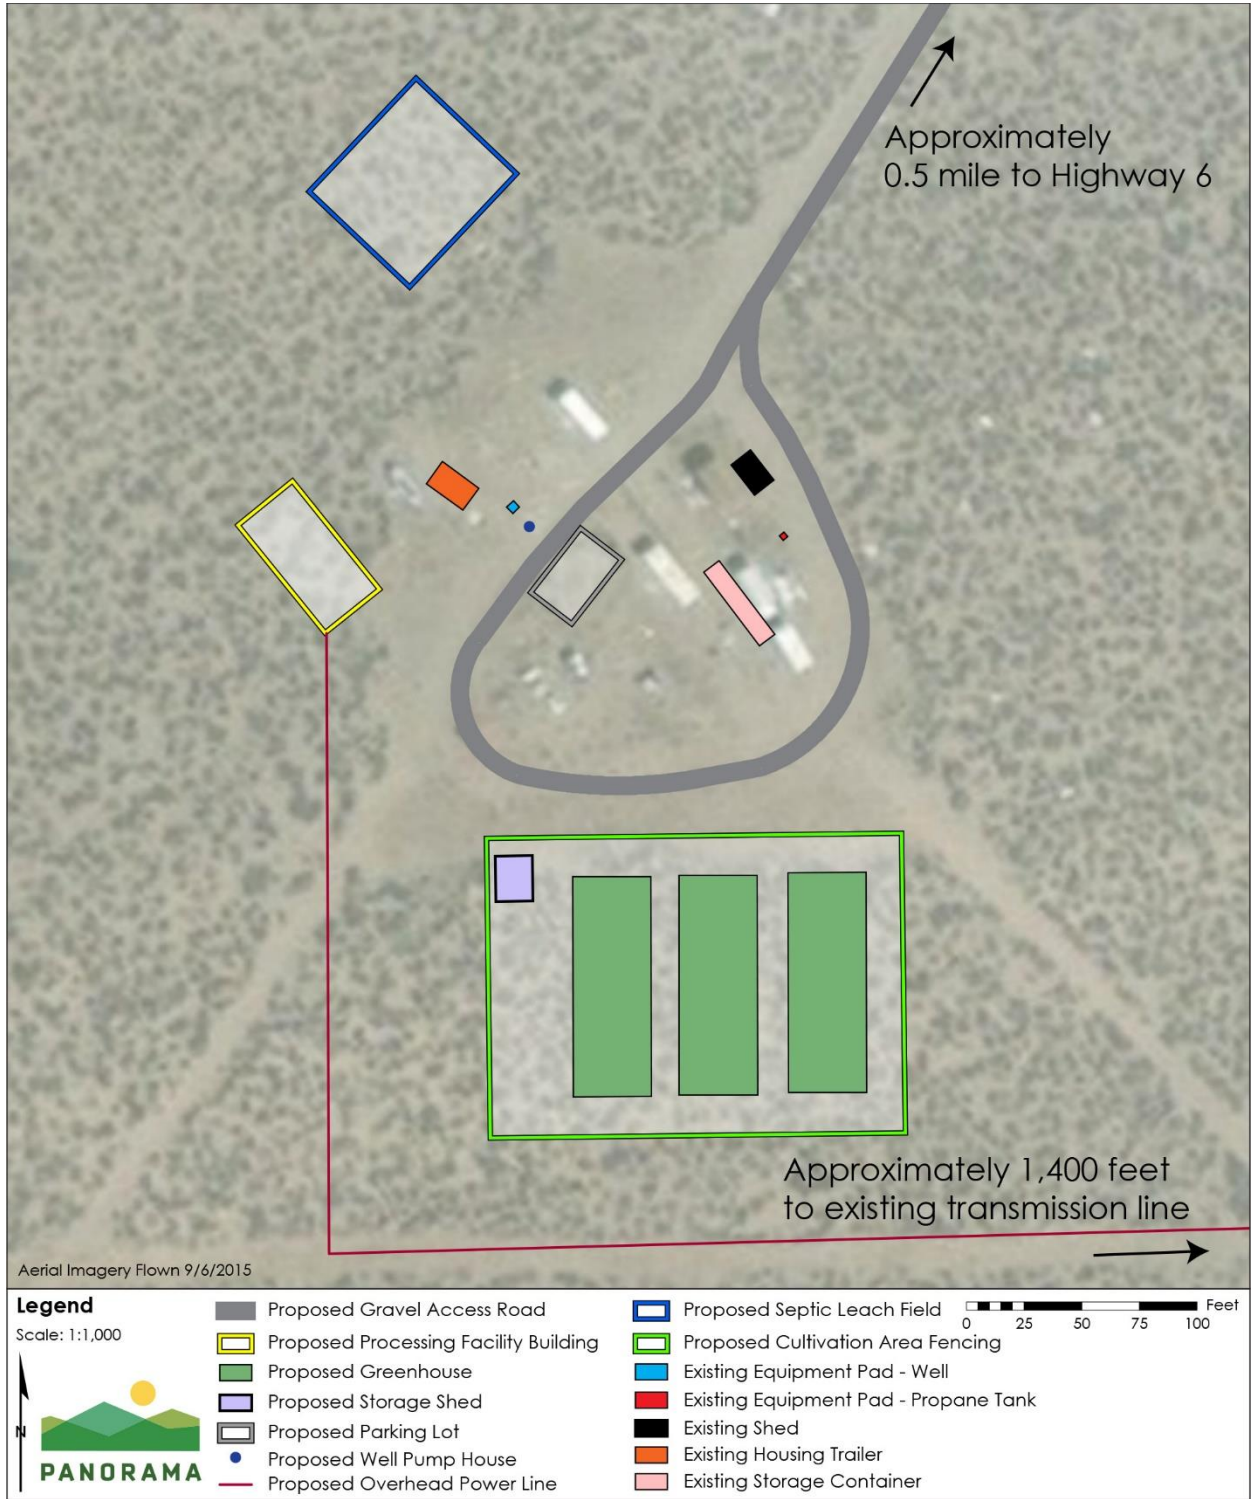 Approximately
0.5 mile to Highway 6
Approximately 1,400 feet
to existing transmission line
Aerial Imagery Flown 9/6/2015
Legend
Scale: 1:1,000
N
PANORAMA
Proposed Gravel Access Road
Proposed Processing Facility Building
Proposed Greenhouse
Proposed Storage Shed
Proposed Parking Lot
Proposed Well Pump House
Proposed Overhead Power Line
Proposed Septic Leach Field
Proposed Cultivation Area Fencing
Existing Equipment Pad - Well
Existing Equipment Pad - Propane Tank
Existing Shed
Existing Housing Trailer
Existing Storage Container
Feet
0 25 50 75 100